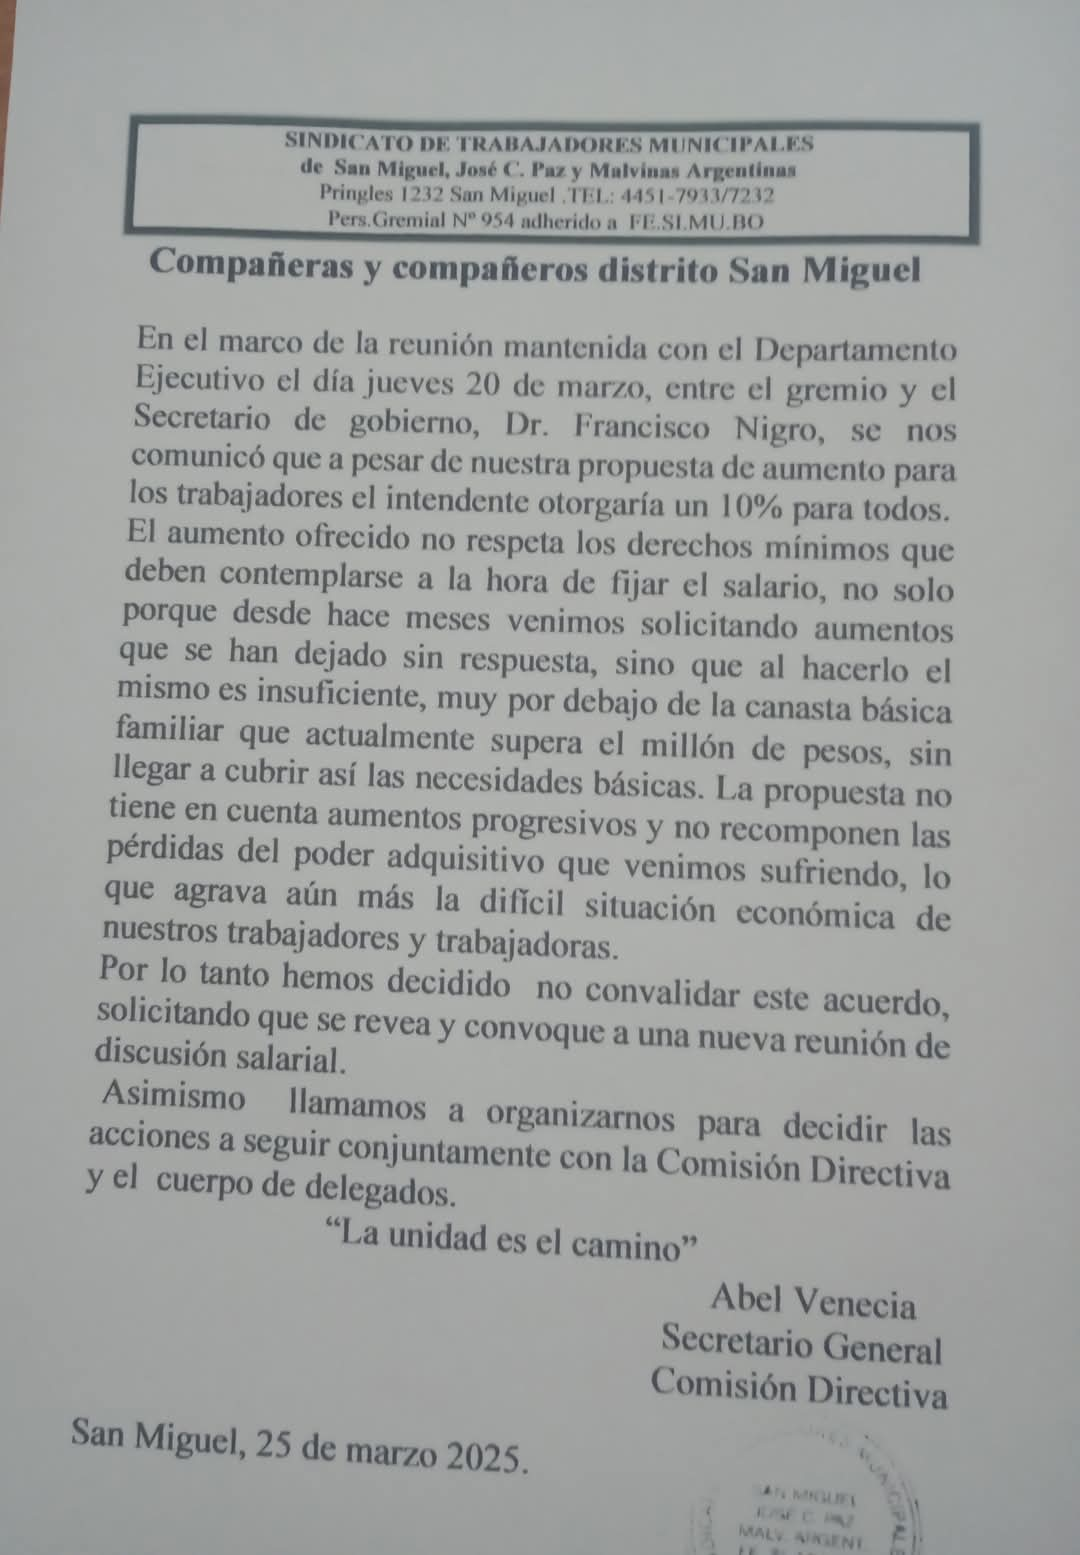 SINDICATO DE TRABAJADORES MUNICIPALES
de San Miguel, José C. Paz y Malvinas Argentinas
Pringles 1232 San Miguel .TEL: 4451-7933/7232
Pers.Gremial Nº 954 adherido a FE.SI.MU.BO
Compañeras y compañeros distrito San Miguel
En el marco de la reunión mantenida con el Departamento
Ejecutivo el día jueves 20 de marzo, entre el gremio y el
Secretario de gobierno, Dr. Francisco Nigro, se nos
comunicó que a pesar de nuestra propuesta de aumento para
los trabajadores el intendente otorgaría un 10% para todos.
El aumento ofrecido no respeta los derechos mínimos que
deben contemplarse a la hora de fijar el salario, no solo
porque desde hace meses venimos solicitando aumentos
que se han dejado sin respuesta, sino que al hacerlo el
mismo es insuficiente, muy por debajo de la canasta básica
familiar que actualmente supera el millón de pesos, sin
llegar a cubrir así las necesidades básicas. La propuesta no
tiene en cuenta aumentos progresivos y no recomponen las
pérdidas del poder adquisitivo que venimos sufriendo, lo
que agrava aún más la difícil situación económica de
nuestros trabajadores y trabajadoras.
Por lo tanto hemos decidido no convalidar este acuerdo,
solicitando que se revea y convoque a una nueva reunión de
discusión salarial.
Asimismo llamamos a organizarnos para decidir las
acciones a seguir conjuntamente con la Comisión Directiva
y el cuerpo de delegados.
“La unidad es el camino”
Abel Venecia
Secretario General
Comisión Directiva
San Miguel, 25 de marzo 2025.
SAN MIGUEL
JOSE C. PAZ
MALV. ARGENT.